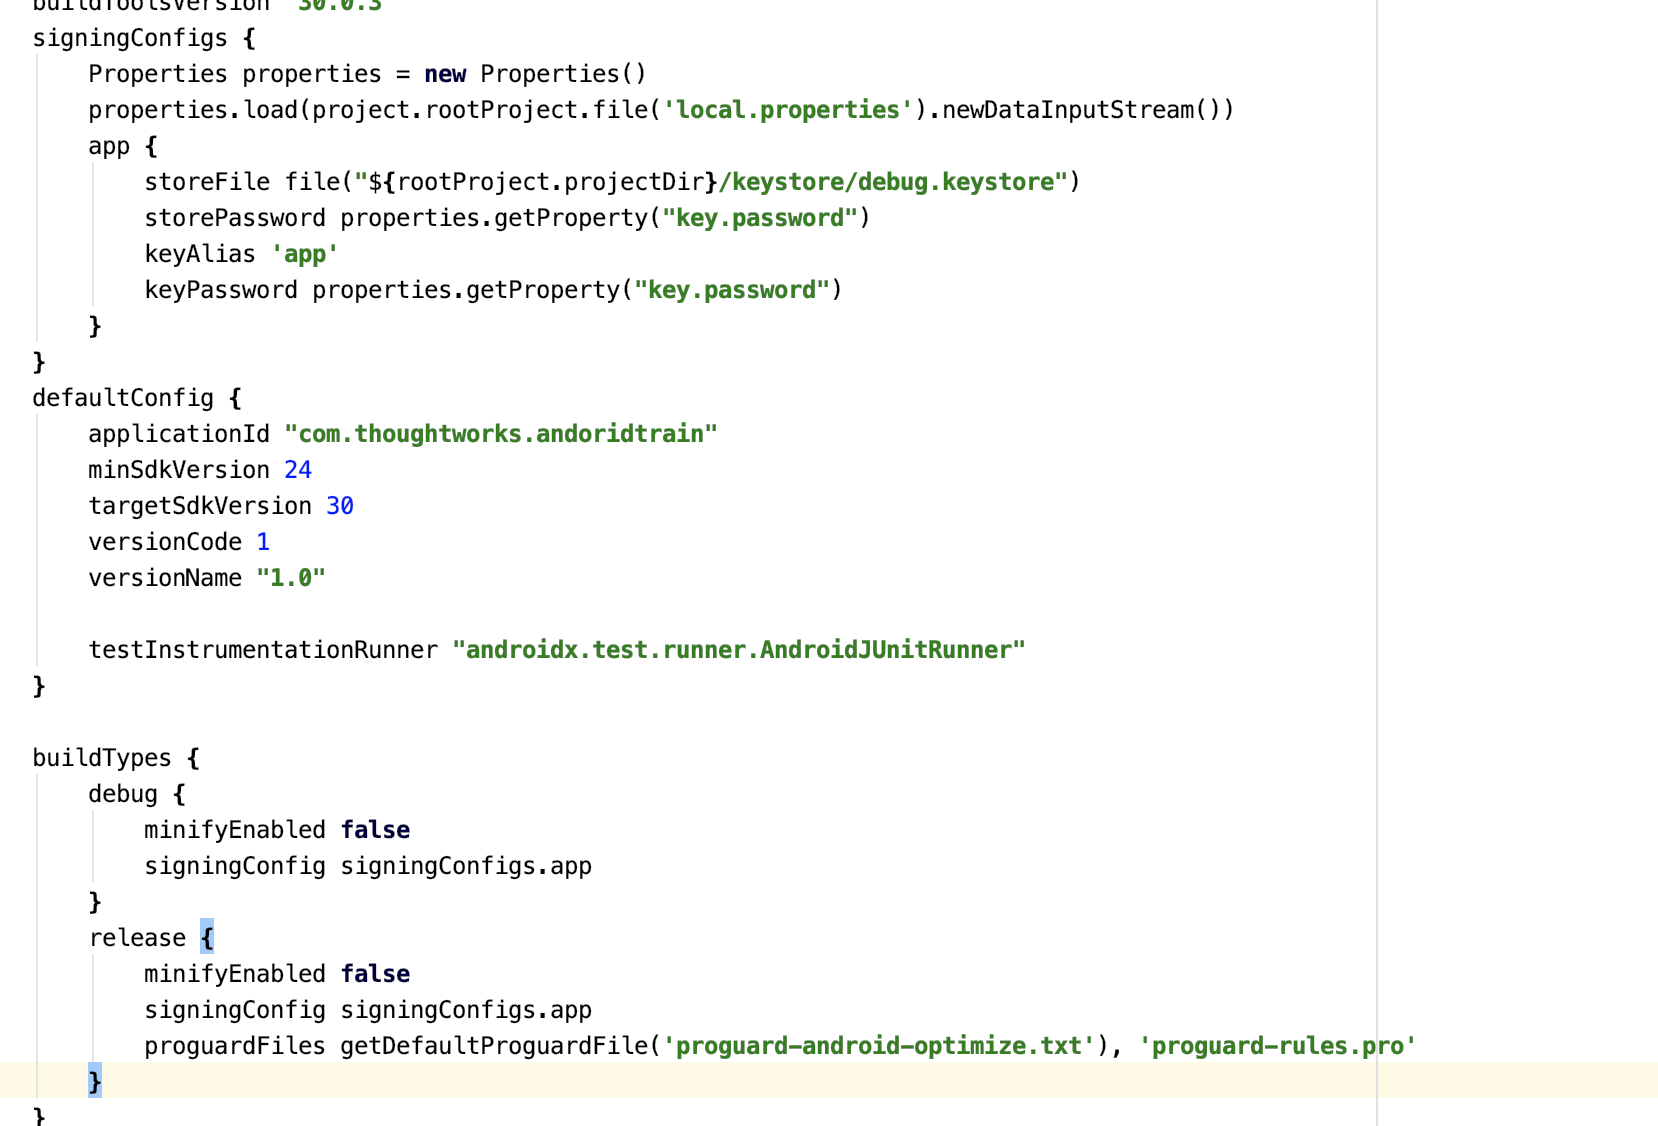 buildToolsVersion "30.0.3"
signingConfigs {
Properties properties = new Properties()
properties.load(project.rootProject.file('local.properties').newDataInputStream())
app {
storeFile file("${rootProject.projectDir}/keystore/debug.keystore")
storePassword properties.getProperty("key.password")
keyAlias 'app'
keyPassword properties.getProperty("key.password")
}
}
defaultConfig {
applicationId "com.thoughtworks.andoridtrain"
minSdkVersion 24
targetSdkVersion 30
versionCode 1
versionName "1.0"
testInstrumentationRunner "androidx.test.runner.AndroidJUnitRunner"
}
buildTypes {
debug {
minifyEnabled false
signingConfig signingConfigs.app
}
release {
minifyEnabled false
signingConfig signingConfigs.app
proguardFiles getDefaultProguardFile('proguard-android-optimize.txt'), 'proguard-rules.pro'
}
}